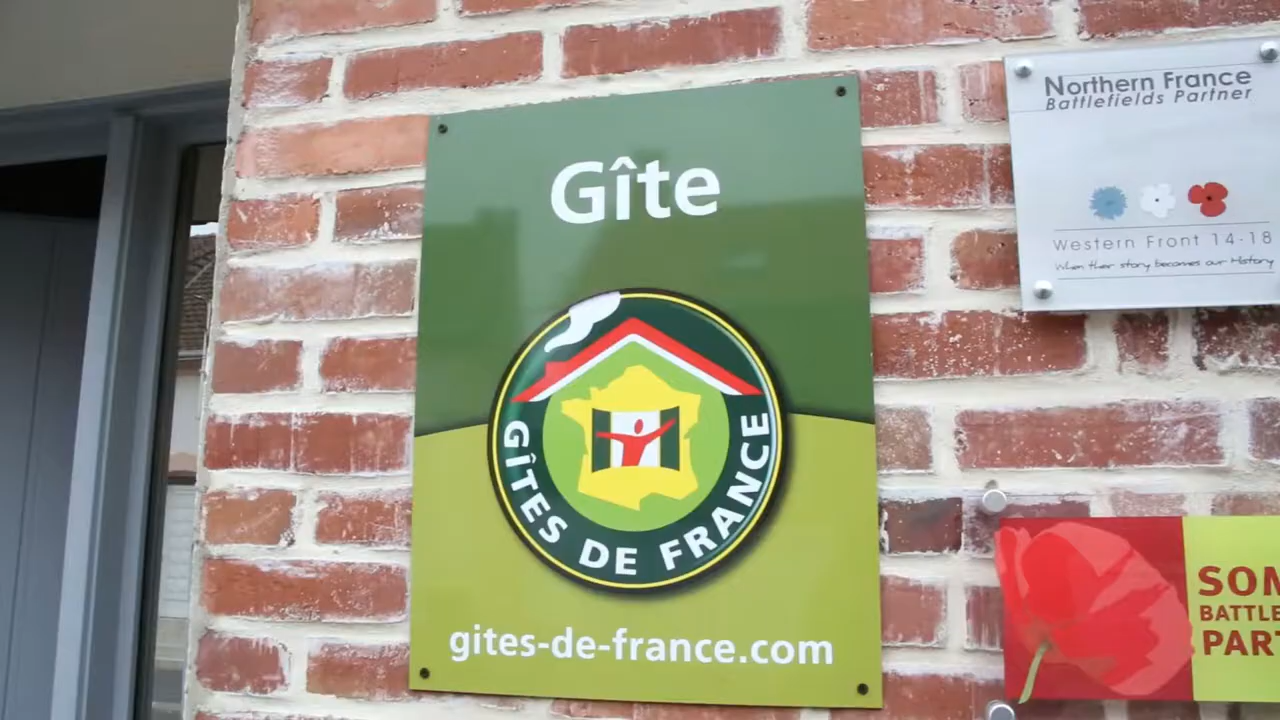 Gîte
GÎTES DE FRANCE
gites-de-france.com
Northern France
Battlefields Partner
Western Front 14-18
When their story becomes our History
SOM
BATTLE
PART